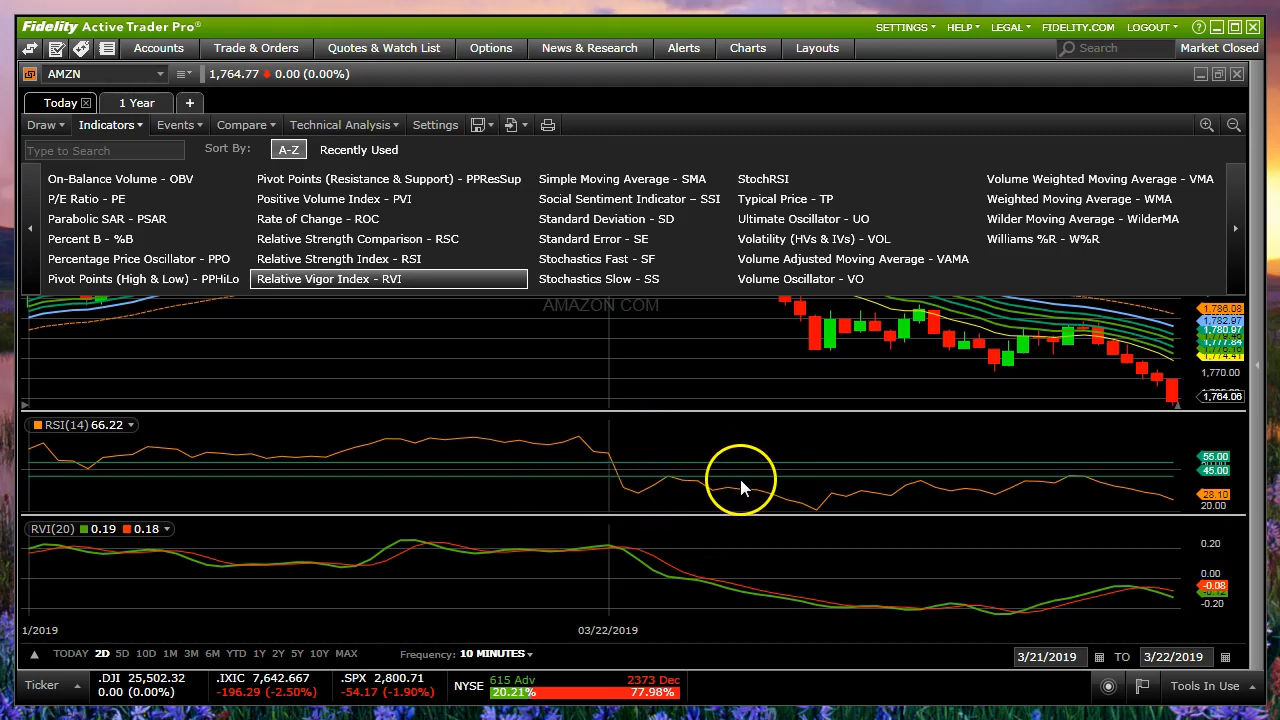 Fidelity Active Trader Pro®
SETTINGS HELP LEGAL FIDELITY.COM LOGOUT
Accounts Trade & Orders Quotes & Watch List Options News & Research Alerts Charts Layouts Search Market Closed
AMZN 1,764.77 0.00 (0.00%)
Today 1 Year +
Draw Indicators Events Compare Technical Analysis Settings
Type to Search Sort By: A-Z Recently Used
On-Balance Volume - OBV
P/E Ratio - PE
Parabolic SAR - PSAR
Percent B - %B
Percentage Price Oscillator - PPO
Pivot Points (High & Low) - PPHiLo
Pivot Points (Resistance & Support) - PPResSup
Positive Volume Index - PVI
Rate of Change - ROC
Relative Strength Comparison - RSC
Relative Strength Index - RSI
Relative Vigor Index - RVI
Simple Moving Average - SMA
Social Sentiment Indicator – SSI
Standard Deviation - SD
Standard Error - SE
Stochastics Fast - SF
Stochastics Slow - SS
StochRSI
Typical Price - TP
Ultimate Oscillator - UO
Volatility (HVs & IVs) - VOL
Volume Adjusted Moving Average - VAMA
Volume Oscillator - VO
Volume Weighted Moving Average - VMA
Weighted Moving Average - WMA
Wilder Moving Average - WilderMA
Williams %R - W%R
AMAZON COM
1,786.08
1,782.97
1,780.97
1,777.84
1,774.41
1,770.00
1,764.06
RSI(14) 66.22
55.00
45.00
28.10
20.00
RVI(20) 0.19 0.18
0.20
0.00
-0.08
-0.20
1/2019 03/22/2019
TODAY 2D 5D 10D 1M 3M 6M YTD 1Y 2Y 5Y 10Y MAX Frequency: 10 MINUTES 3/21/2019 TO 3/22/2019
Ticker .DJI 25,502.32 .IXIC 7,642.667 .SPX 2,800.71 NYSE 615 Adv 2373 Dec Tools In Use
0.00 (0.00%) -196.29 (-2.50%) -54.17 (-1.90%) 20.21% 77.98%